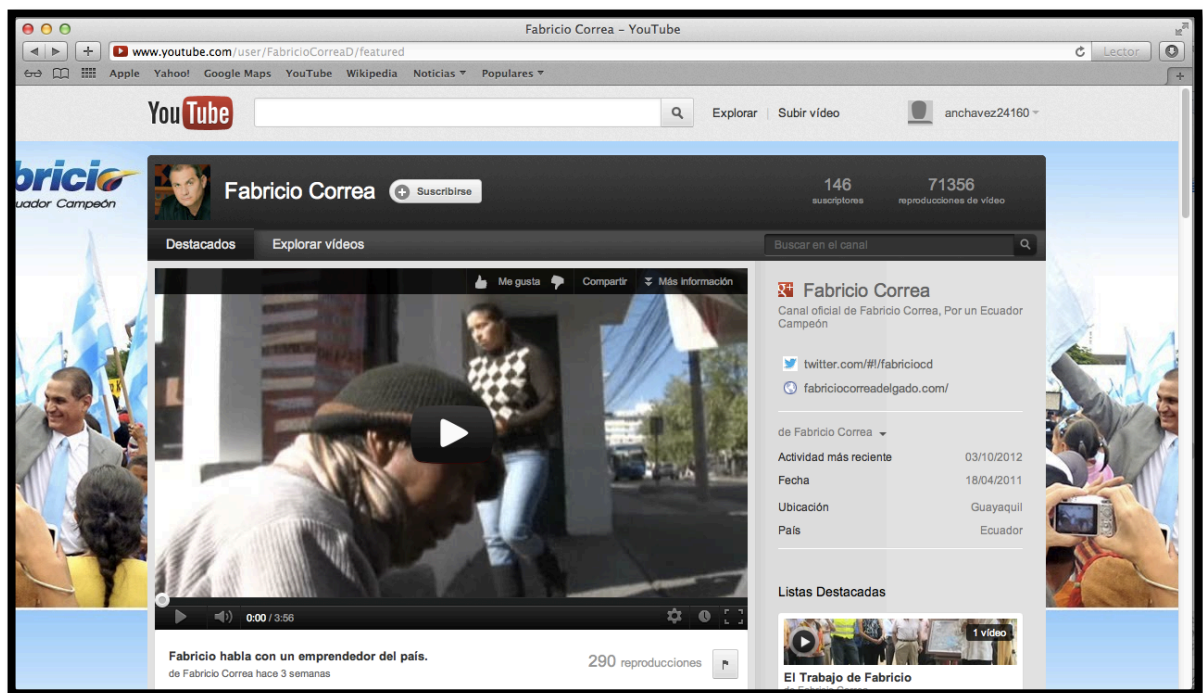 Fabricio Correa – YouTube
www.youtube.com/user/FabricioCorreaD/featured
Lector
Apple Yahoo! Google Maps YouTube Wikipedia Noticias Populares
YouTube
Explorar
Subir vídeo
anchavez24160
bricio
uador Campeón
Fabricio Correa
Suscribirse
146
suscriptores
71356
reproducciones de vídeo
Destacados
Explorar vídeos
Buscar en el canal
Me gusta
Compartir
Más información
0:00 / 3:56
Fabricio habla con un emprendedor del país.
de Fabricio Correa hace 3 semanas
290 reproducciones
g+ Fabricio Correa
Canal oficial de Fabricio Correa, Por un Ecuador
Campeón
twitter.com/#!/fabriciocd
fabriciocorreadelgado.com/
de Fabricio Correa
Actividad más reciente 03/10/2012
Fecha 18/04/2011
Ubicación Guayaquil
País Ecuador
Listas Destacadas
1 vídeo
El Trabajo de Fabricio
de Fabricio Correa